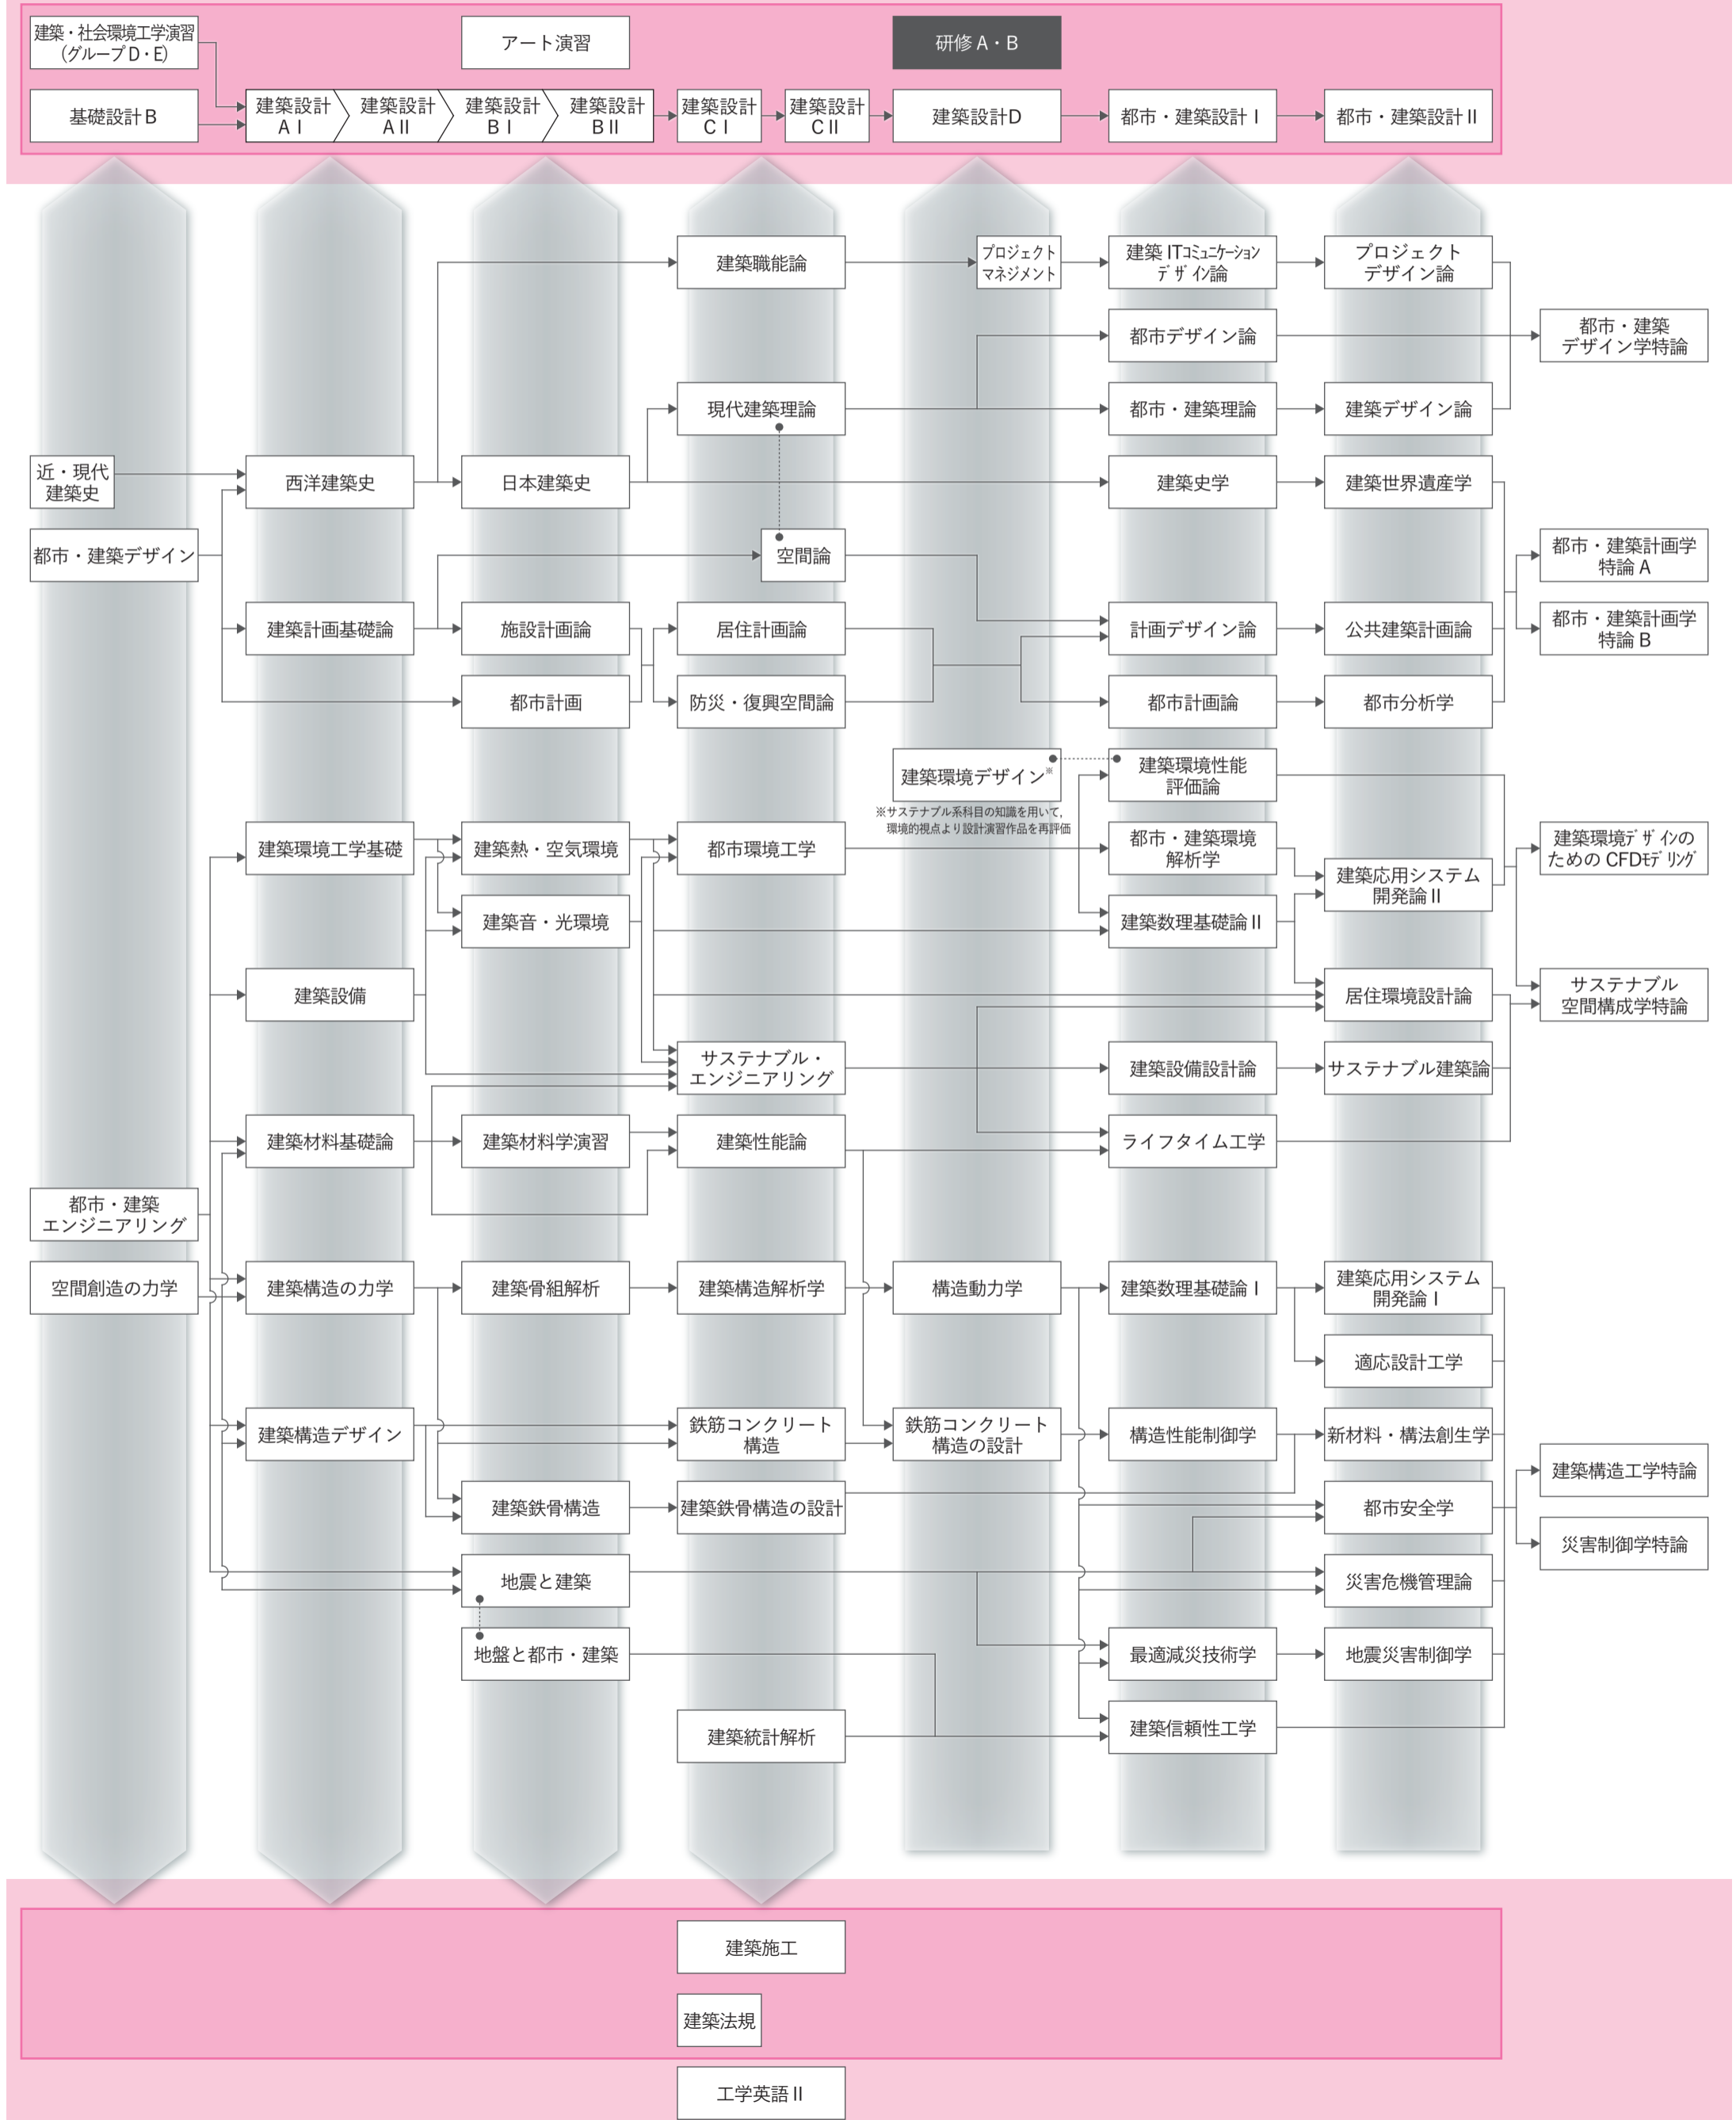 建築・社会環境工学演習
（グループ D・E）
アート演習
研修 A・B
基礎設計 B
建築設計
A I
建築設計
A II
建築設計
B I
建築設計
B II
建築設計
C I
建築設計
C II
建築設計D
都市・建築設計 I
都市・建築設計 II
建築職能論
プロジェクト
マネジメント
建築 ITコミュニケーション
デザイン論
プロジェクト
デザイン論
都市デザイン論
都市・建築
デザイン学特論
現代建築理論
都市・建築理論
建築デザイン論
近・現代
建築史
西洋建築史
日本建築史
建築史学
建築世界遺産学
都市・建築デザイン
空間論
都市・建築計画学
特論 A
建築計画基礎論
施設計画論
居住計画論
計画デザイン論
公共建築計画論
都市・建築計画学
特論 B
都市計画
防災・復興空間論
都市計画論
都市分析学
建築環境デザイン※
建築環境性能
評価論
※サステナブル系科目の知識を用いて，
環境的視点より設計演習作品を再評価
建築環境工学基礎
建築熱・空気環境
都市環境工学
都市・建築環境
解析学
建築応用システム
開発論 II
建築環境デザインの
ための CFDモデリング
建築音・光環境
建築数理基礎論 II
建築設備
居住環境設計論
サステナブル
空間構成学特論
サステナブル・
エンジニアリング
建築設備設計論
サステナブル建築論
建築材料基礎論
建築材料学演習
建築性能論
ライフタイム工学
都市・建築
エンジニアリング
空間創造の力学
建築構造の力学
建築骨組解析
建築構造解析学
構造動力学
建築数理基礎論 I
建築応用システム
開発論 I
適応設計工学
建築構造デザイン
鉄筋コンクリート
構造
鉄筋コンクリート
構造の設計
構造性能制御学
新材料・構法創生学
建築構造工学特論
建築鉄骨構造
建築鉄骨構造の設計
都市安全学
災害制御学特論
地震と建築
災害危機管理論
地盤と都市・建築
最適減災技術学
地震災害制御学
建築統計解析
建築信頼性工学
建築施工
建築法規
工学英語 II